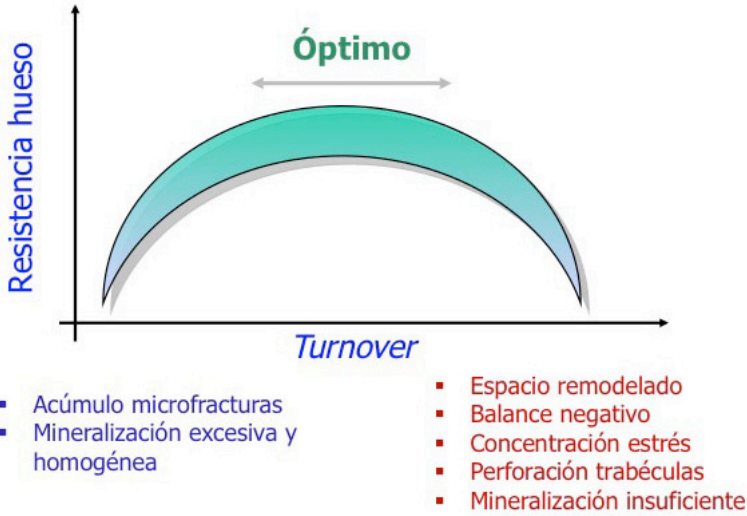 Óptimo
Resistencia hueso
Turnover
▪ Acúmulo microfracturas
▪ Mineralización excesiva y
homogénea
▪ Espacio remodelado
▪ Balance negativo
▪ Concentración estrés
▪ Perforación trabéculas
▪ Mineralización insuficiente